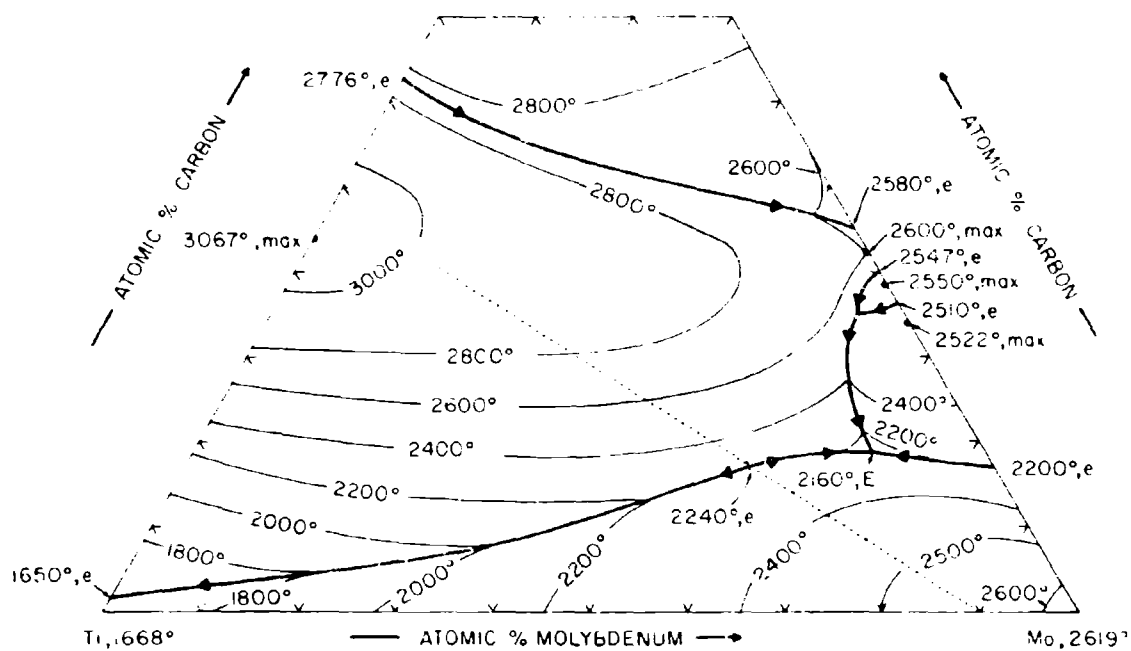 2776°,e
2800°
ATOMIC % CARBON
ATOMIC % CARBON
2600°
2580°,e
2800°
3067°,max
2600°,max
2547°,e
3000°
2550°,max
2510°,e
2522°,max
2800°
2600°
2400°
2400°
2200°
2200°,e
2160°,E
2200°
2240°,e
2000°
2200°
2400°
2500°
1800°
2000°
1650°,e
1800°
2600°
Ti,1668°
ATOMIC % MOLYBDENUM
Mo,2619°